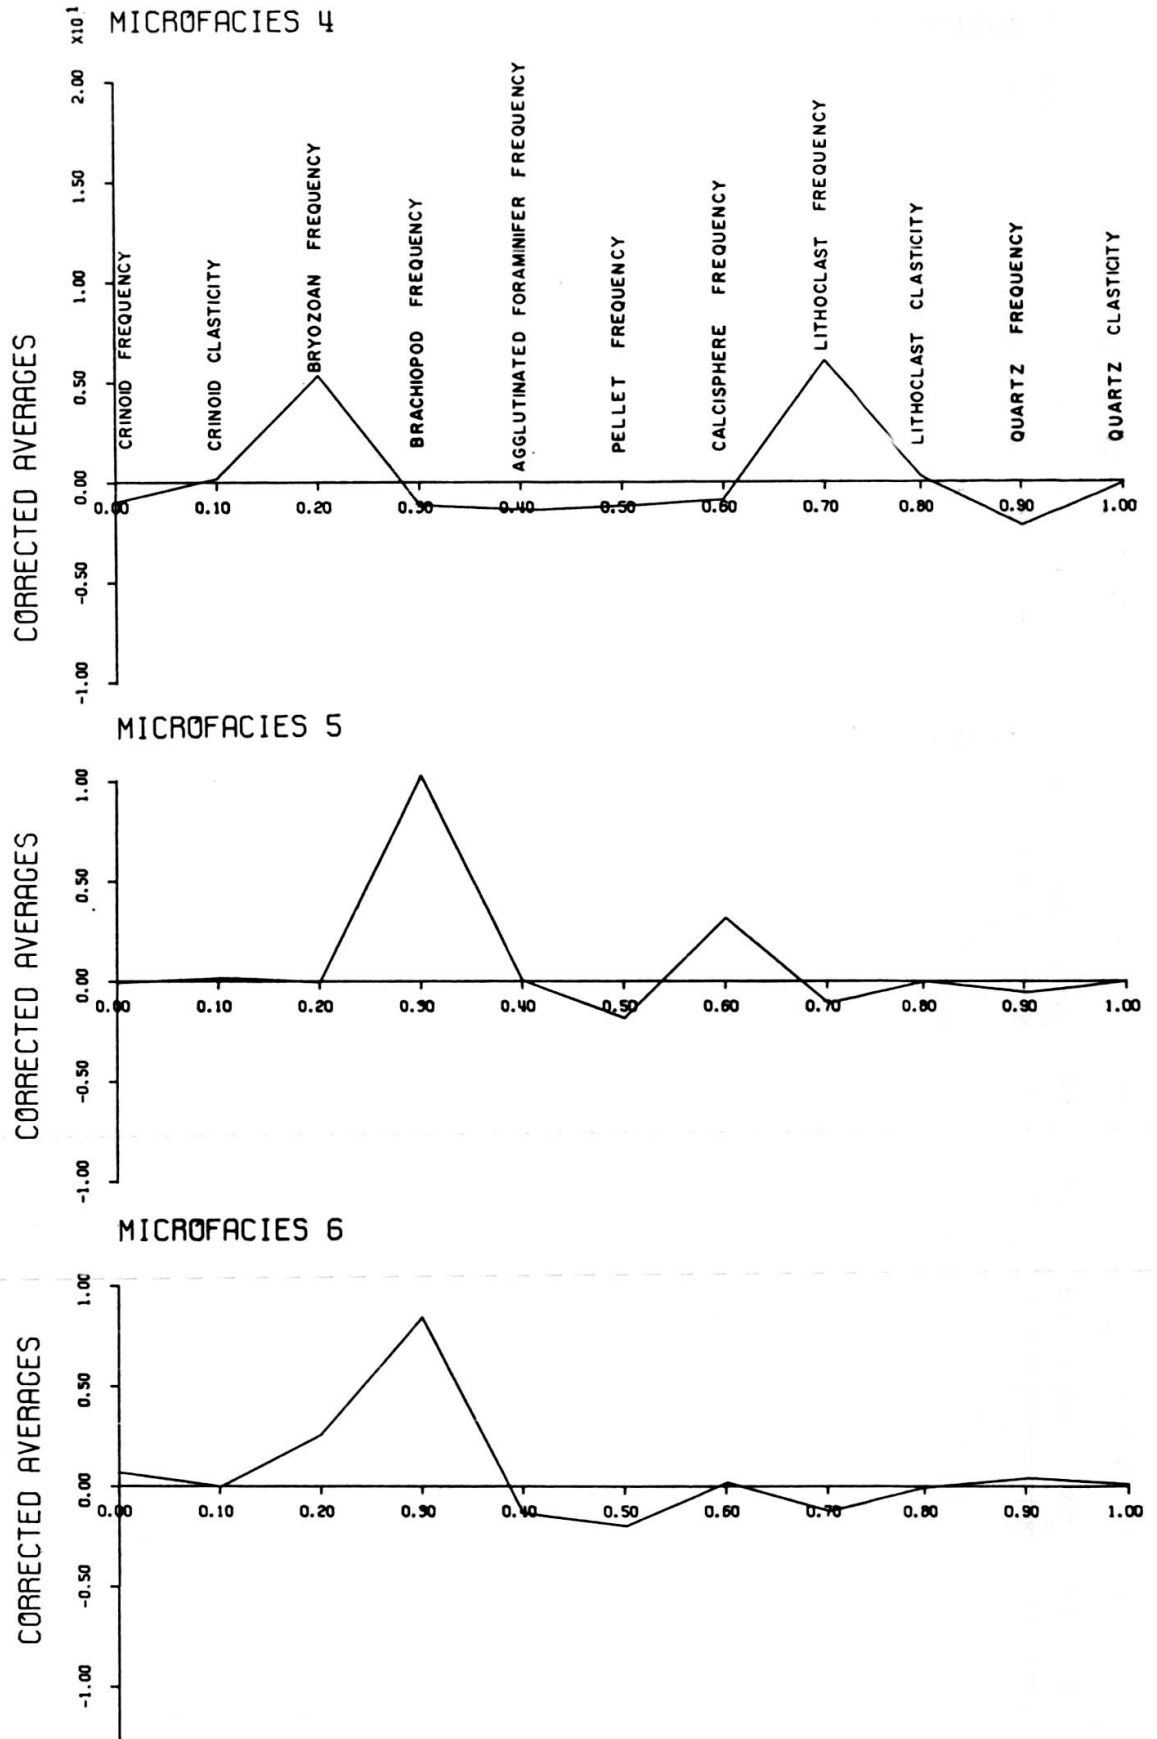 MICROFACIES 4
x10¹
CORRECTED AVERAGES
2.00
1.50
1.00
0.50
0.00
-0.50
-1.00
CRINOID FREQUENCY
CRINOID CLASTICITY
BRYOZOAN FREQUENCY
BRACHIOPOD FREQUENCY
AGGLUTINATED FORAMINIFER FREQUENCY
PELLET FREQUENCY
CALCISPHERE FREQUENCY
LITHOCLAST FREQUENCY
LITHOCLAST CLASTICITY
QUARTZ FREQUENCY
QUARTZ CLASTICITY
0.00 0.10 0.20 0.30 0.40 0.50 0.60 0.70 0.80 0.90 1.00
MICROFACIES 5
CORRECTED AVERAGES
1.00
0.50
0.00
-0.50
-1.00
0.00 0.10 0.20 0.30 0.40 0.50 0.60 0.70 0.80 0.90 1.00
MICROFACIES 6
CORRECTED AVERAGES
1.00
0.50
0.00
-0.50
-1.00
0.00 0.10 0.20 0.30 0.40 0.50 0.60 0.70 0.80 0.90 1.00